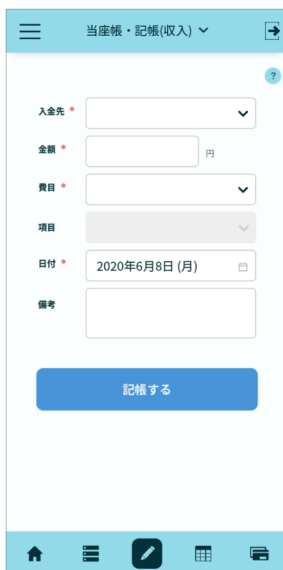 当座帳・記帳(収入)
?
入金先 *
金額 * 円
費目 *
項目
日付 * 2020年6月8日 (月)
備考
記帳する